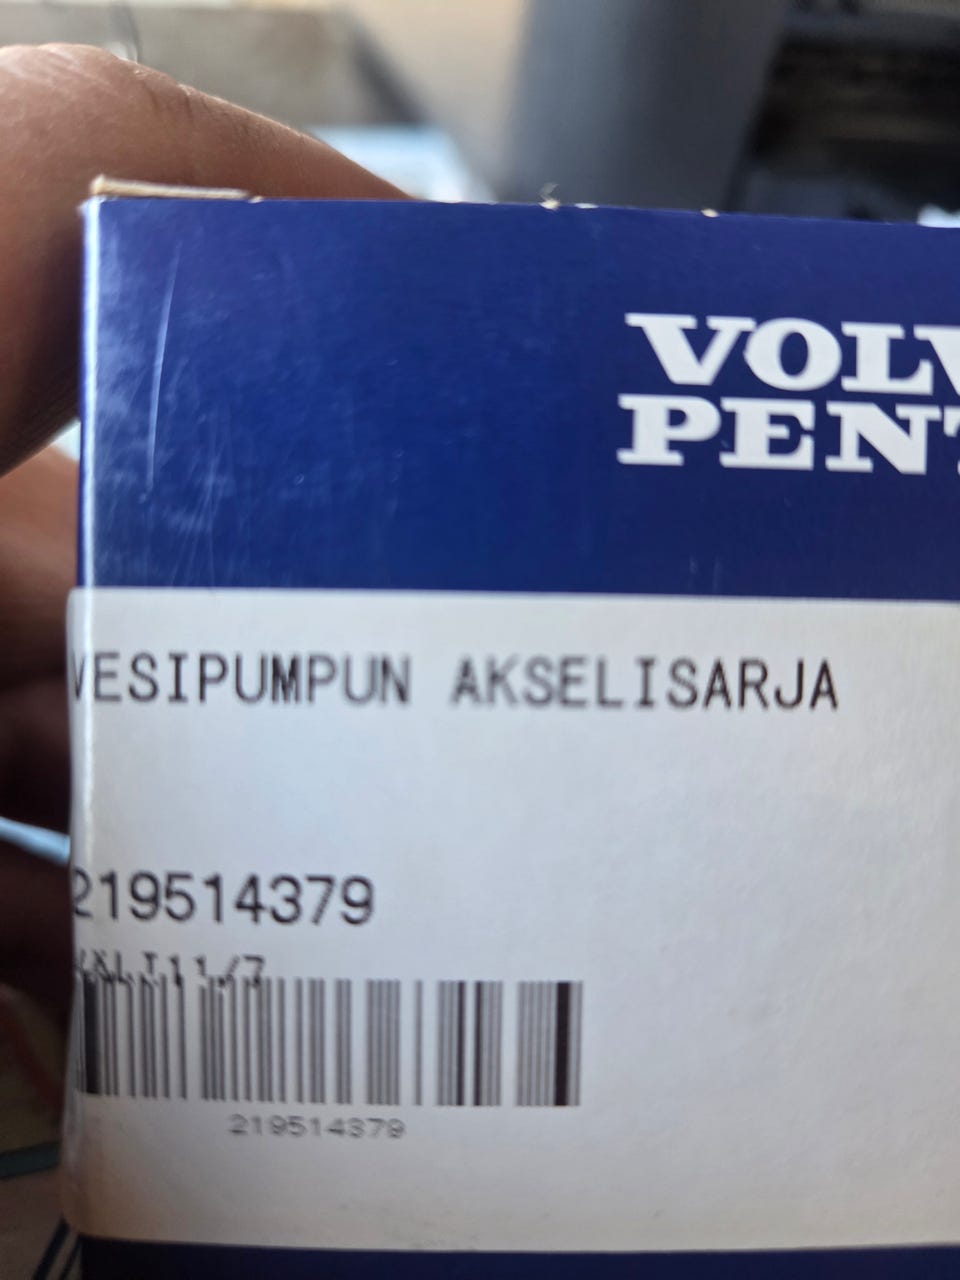 VOLV
PENT
VESIPUMPUN AKSELISARJA
219514379
219514379